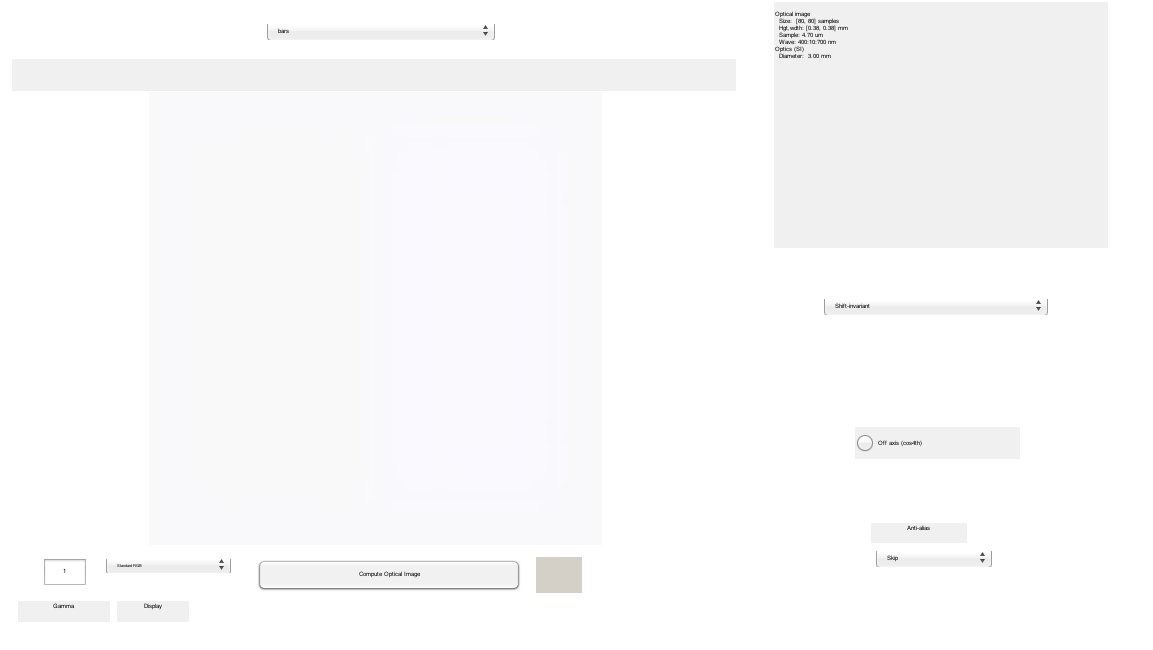 bars
Optical image
Size: [80, 80] samples
Hgt,wdth: [0.38, 0.38] mm
Sample: 4.70 um
Wave: 400:10:700 nm
Optics (SI)
Diameter: 3.00 mm
Shift-invariant
Off axis (cos4th)
Anti-alias
Skip
1
Standard RGB
Compute Optical Image
Gamma
Display